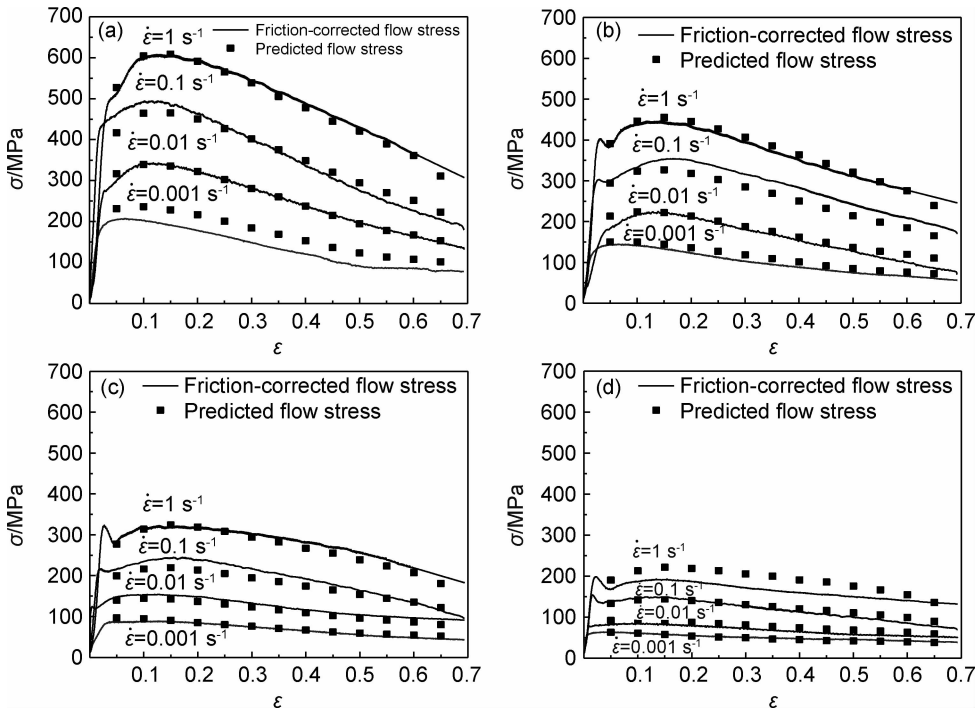 (a)
ε̇=1 s⁻¹
Friction-corrected flow stress
Predicted flow stress
ε̇=0.1 s⁻¹
ε̇=0.01 s⁻¹
ε̇=0.001 s⁻¹
σ/MPa
700
600
500
400
300
200
100
0
0.1 0.2 0.3 0.4 0.5 0.6 0.7
ε
(b)
Friction-corrected flow stress
Predicted flow stress
ε̇=1 s⁻¹
ε̇=0.1 s⁻¹
ε̇=0.01 s⁻¹
ε̇=0.001 s⁻¹
σ/MPa
700
600
500
400
300
200
100
0
0.1 0.2 0.3 0.4 0.5 0.6 0.7
ε
(c)
Friction-corrected flow stress
Predicted flow stress
ε̇=1 s⁻¹
ε̇=0.1 s⁻¹
ε̇=0.01 s⁻¹
ε̇=0.001 s⁻¹
σ/MPa
700
600
500
400
300
200
100
0
0.1 0.2 0.3 0.4 0.5 0.6 0.7
ε
(d)
Friction-corrected flow stress
Predicted flow stress
ε̇=1 s⁻¹
ε̇=0.1 s⁻¹
ε̇=0.01 s⁻¹
ε̇=0.001 s⁻¹
σ/MPa
700
600
500
400
300
200
100
0
0.1 0.2 0.3 0.4 0.5 0.6 0.7
ε